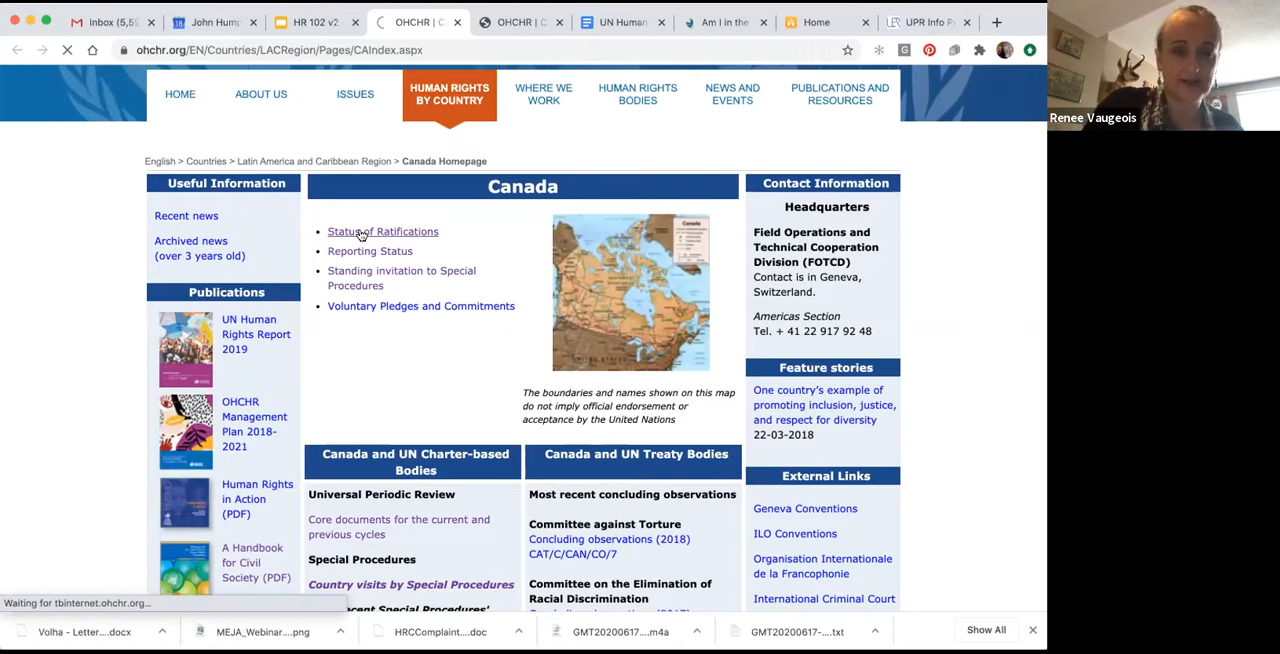 Inbox (5,59
John Hump
HR 102 v2
OHCHR | C
OHCHR | C
UN Human
Am I in the
Home
UPR Info P
ohchr.org/EN/Countries/LACRegion/Pages/CAIndex.aspx
HOME
ABOUT US
ISSUES
HUMAN RIGHTS
BY COUNTRY
WHERE WE
WORK
HUMAN RIGHTS
BODIES
NEWS AND
EVENTS
PUBLICATIONS AND
RESOURCES
Renee Vaugeois
English > Countries > Latin America and Caribbean Region > Canada Homepage
Useful Information
Recent news
Archived news
(over 3 years old)
Publications
UN Human
Rights Report
2019
OHCHR
Management
Plan 2018-
2021
Human Rights
in Action
(PDF)
A Handbook
for Civil
Society (PDF)
Canada
• Status of Ratifications
• Reporting Status
• Standing invitation to Special
Procedures
• Voluntary Pledges and Commitments
Canada
The boundaries and names shown on this map
do not imply official endorsement or
acceptance by the United Nations
Canada and UN Charter-based
Bodies
Universal Periodic Review
Core documents for the current and
previous cycles
Special Procedures
Country visits by Special Procedures
recent Special Procedures'
Canada and UN Treaty Bodies
Most recent concluding observations
Committee against Torture
Concluding observations (2018)
CAT/C/CAN/CO/7
Committee on the Elimination of
Racial Discrimination
Contact Information
Headquarters
Field Operations and
Technical Cooperation
Division (FOTCD)
Contact is in Geneva,
Switzerland.
Americas Section
Tel. + 41 22 917 92 48
Feature stories
One country's example of
promoting inclusion, justice,
and respect for diversity
22-03-2018
External Links
Geneva Conventions
ILO Conventions
Organisation Internationale
de la Francophonie
International Criminal Court
Waiting for tbinternet.ohchr.org...
Volha - Letter....docx
MEJA_Webinar....png
HRCComplaint....doc
GMT20200617....m4a
GMT20200617-....txt
Show All